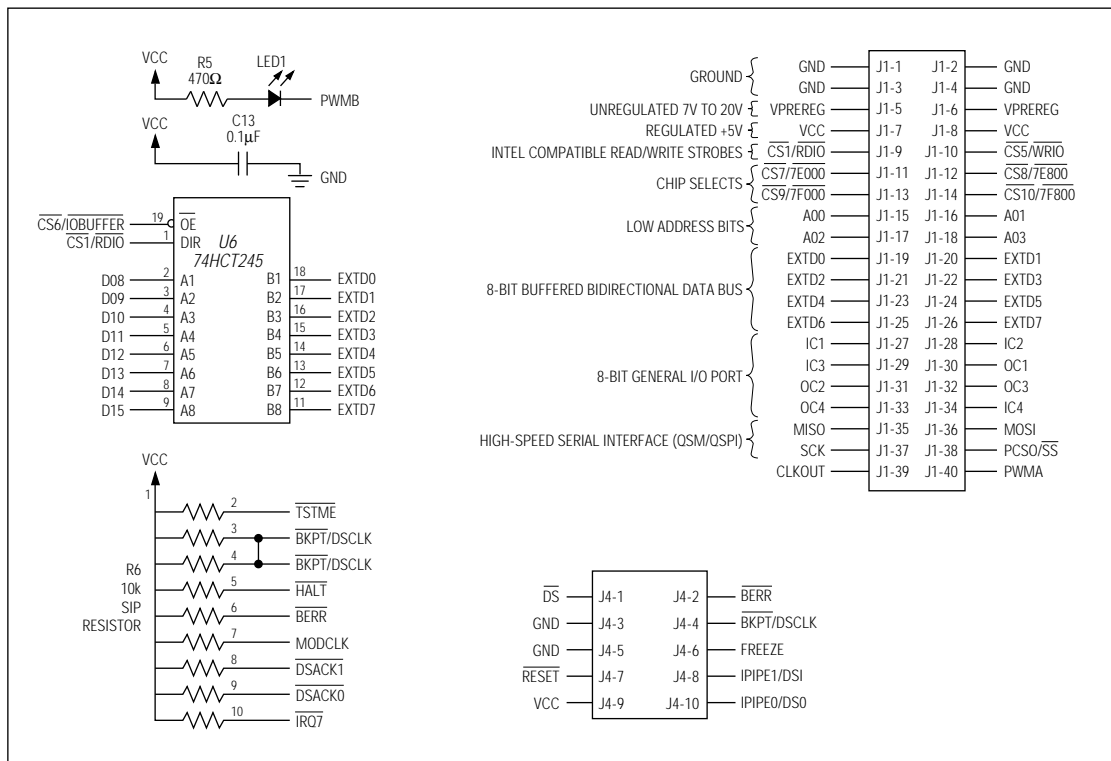 VCC
R5
470Ω
LED1
PWMB
VCC
C13
0.1µF
GND
CS6/IOBUFFER 19 OE
CS1/RDIO 1 DIR
U6
74HCT245
D08 2 A1 B1 18 EXTD0
D09 3 A2 B2 17 EXTD1
D10 4 A3 B3 16 EXTD2
D11 5 A4 B4 15 EXTD3
D12 6 A5 B5 14 EXTD4
D13 7 A6 B6 13 EXTD5
D14 8 A7 B7 12 EXTD6
D15 9 A8 B8 11 EXTD7
VCC
1
R6
10k
SIP
RESISTOR
2 TSTME
3 BKPT/DSCLK
4 BKPT/DSCLK
5 HALT
6 BERR
7 MODCLK
8 DSACK1
9 DSACK0
10 IRQ7
GROUND
UNREGULATED 7V TO 20V
REGULATED +5V
INTEL COMPATIBLE READ/WRITE STROBES
CHIP SELECTS
LOW ADDRESS BITS
8-BIT BUFFERED BIDIRECTIONAL DATA BUS
8-BIT GENERAL I/O PORT
HIGH-SPEED SERIAL INTERFACE (QSM/QSPI)
GND J1-1 J1-2 GND
GND J1-3 J1-4 GND
VPREREG J1-5 J1-6 VPREREG
VCC J1-7 J1-8 VCC
CS1/RDIO J1-9 J1-10 CS5/WRIO
CS7/7E000 J1-11 J1-12 CS8/7E800
CS9/7F000 J1-13 J1-14 CS10/7F800
A00 J1-15 J1-16 A01
A02 J1-17 J1-18 A03
EXTD0 J1-19 J1-20 EXTD1
EXTD2 J1-21 J1-22 EXTD3
EXTD4 J1-23 J1-24 EXTD5
EXTD6 J1-25 J1-26 EXTD7
IC1 J1-27 J1-28 IC2
IC3 J1-29 J1-30 OC1
OC2 J1-31 J1-32 OC3
OC4 J1-33 J1-34 IC4
MISO J1-35 J1-36 MOSI
SCK J1-37 J1-38 PCSO/SS
CLKOUT J1-39 J1-40 PWMA
DS J4-1 J4-2 BERR
GND J4-3 J4-4 BKPT/DSCLK
GND J4-5 J4-6 FREEZE
RESET J4-7 J4-8 IPIPE1/DSI
VCC J4-9 J4-10 IPIPE0/DS0